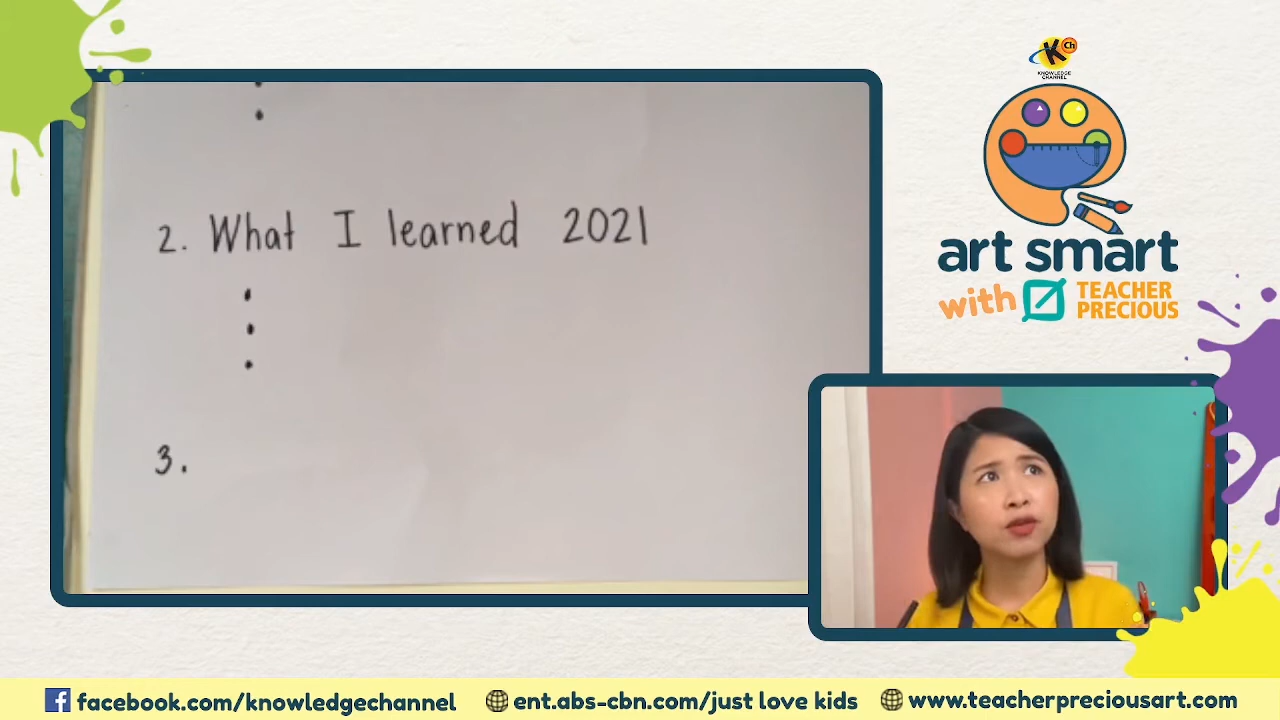 2. What I learned 2021
3.
K Ch
KNOWLEDGE
CHANNEL
art smart
with TEACHER
PRECIOUS
facebook.com/knowledgechannel ent.abs-cbn.com/just love kids www.teacherpreciousart.com